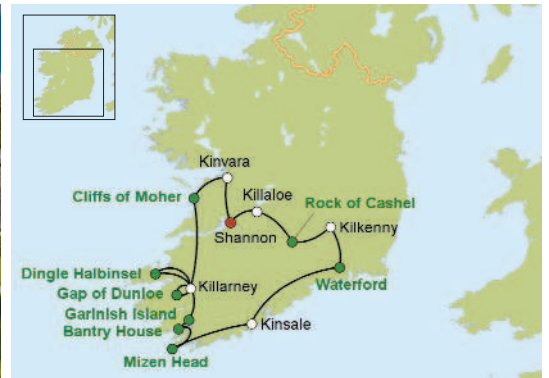 Kinvara
Cliffs of Moher
Killaloe
Rock of Cashel
Shannon
Kilkenny
Dingle Halbinsel
Gap of Dunloe
Killarney
Waterford
Garinish Island
Bantry House
Kinsale
Mizen Head